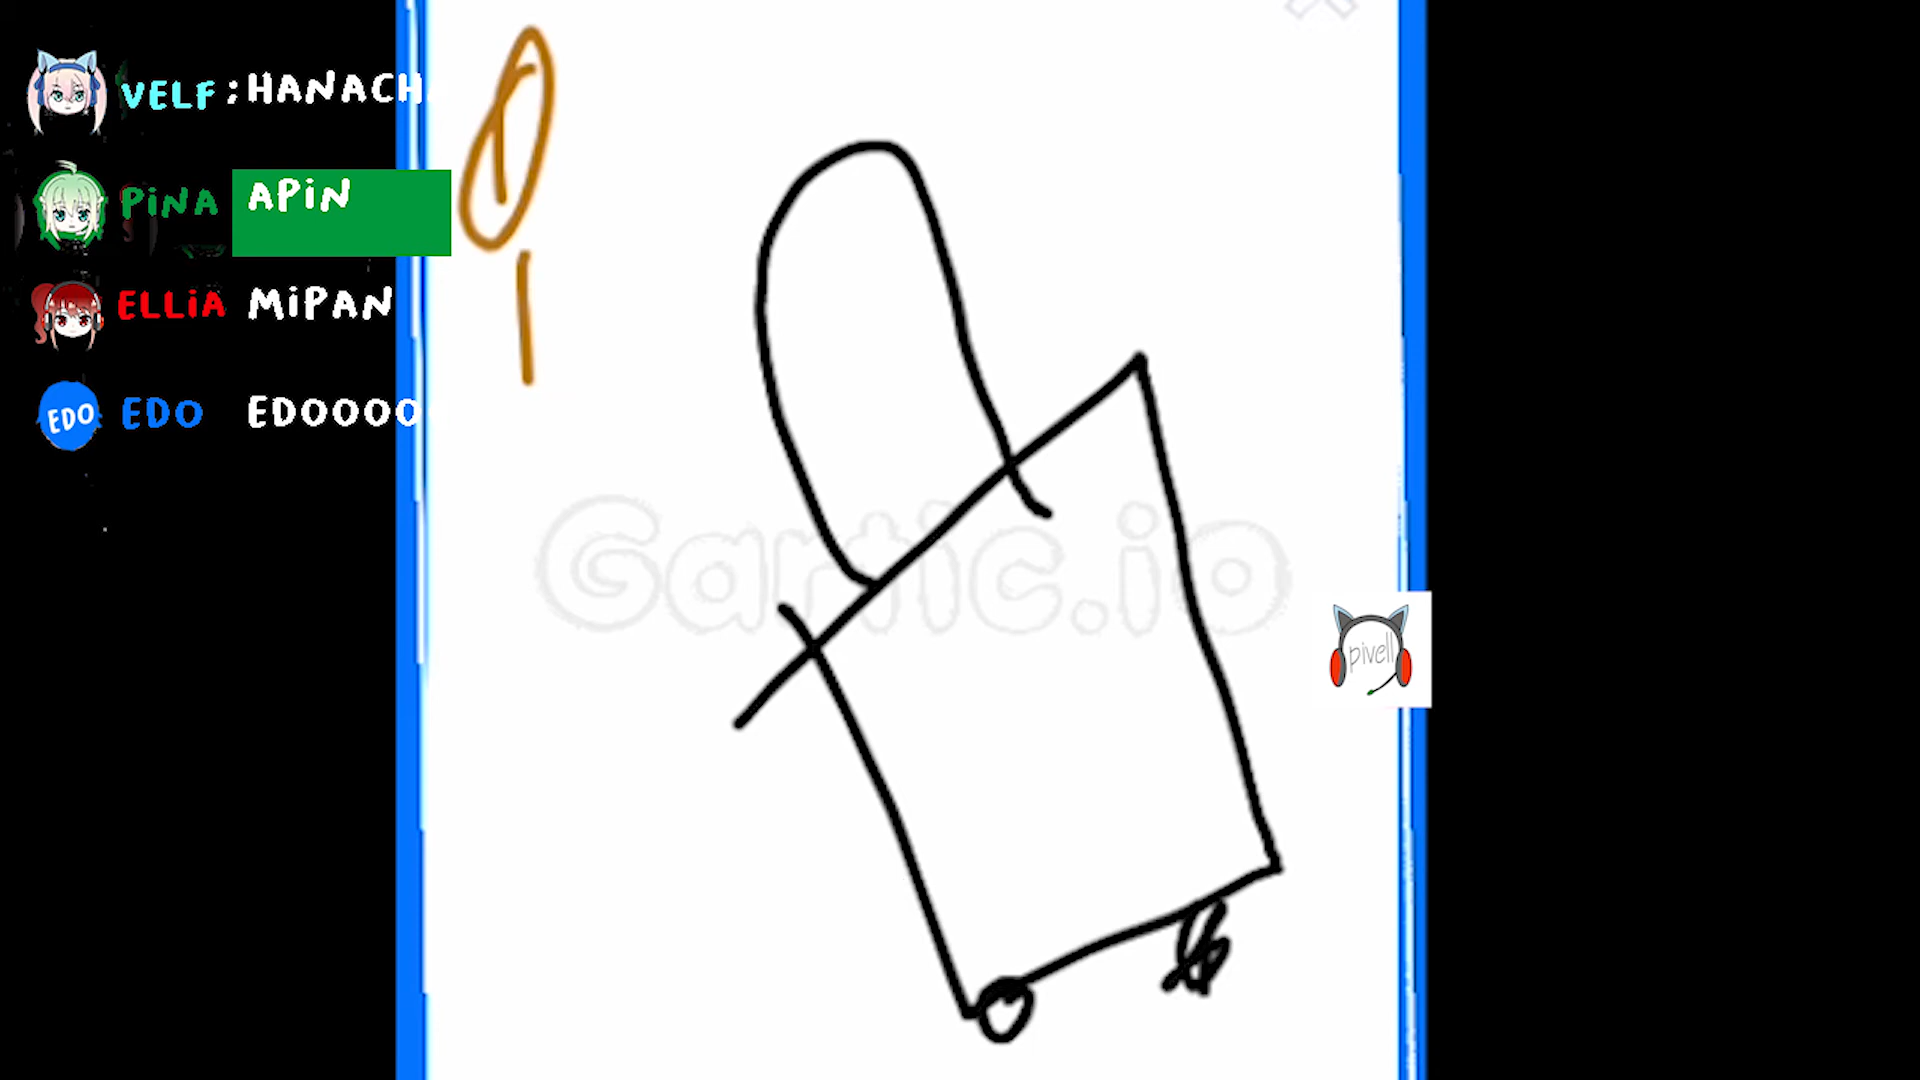 VELF ; HANACH
PiNA APiN
ELLiA MiPAN
EDO EDO EDOOOO
Gartic.io
pivell